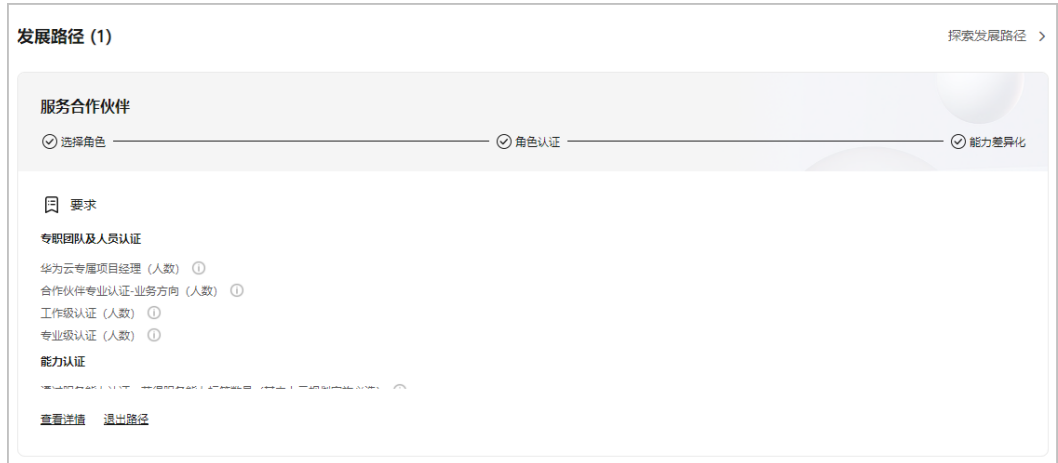 发展路径 (1)
探索发展路径
服务合作伙伴
选择角色
角色认证
能力差异化
要求
专职团队及人员认证
华为云专属项目经理（人数）
合作伙伴专业认证-业务方向（人数）
工作级认证（人数）
专业级认证（人数）
能力认证
查看详情 退出路径